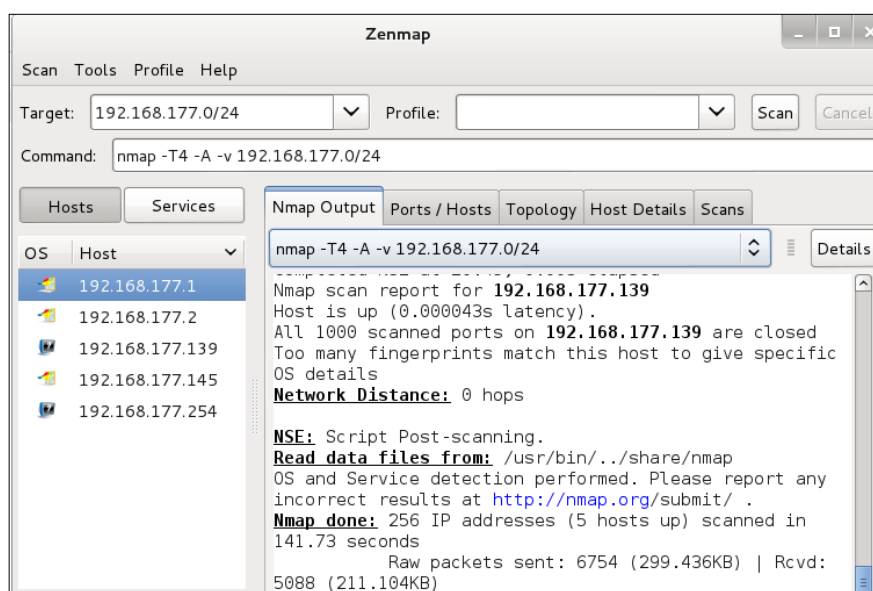 Zenmap
Scan Tools Profile Help
Target: 192.168.177.0/24 Profile: Scan Cancel
Command: nmap -T4 -A -v 192.168.177.0/24
Hosts Services
Nmap Output Ports / Hosts Topology Host Details Scans
OS Host
nmap -T4 -A -v 192.168.177.0/24 Details
192.168.177.1
192.168.177.2
192.168.177.139
192.168.177.145
192.168.177.254
Nmap scan report for 192.168.177.139
Host is up (0.000043s latency).
All 1000 scanned ports on 192.168.177.139 are closed
Too many fingerprints match this host to give specific
OS details
Network Distance: 0 hops
NSE: Script Post-scanning.
Read data files from: /usr/bin/../share/nmap
OS and Service detection performed. Please report any
incorrect results at http://nmap.org/submit/ .
Nmap done: 256 IP addresses (5 hosts up) scanned in
141.73 seconds
Raw packets sent: 6754 (299.436KB) | Rcvd:
5088 (211.104KB)